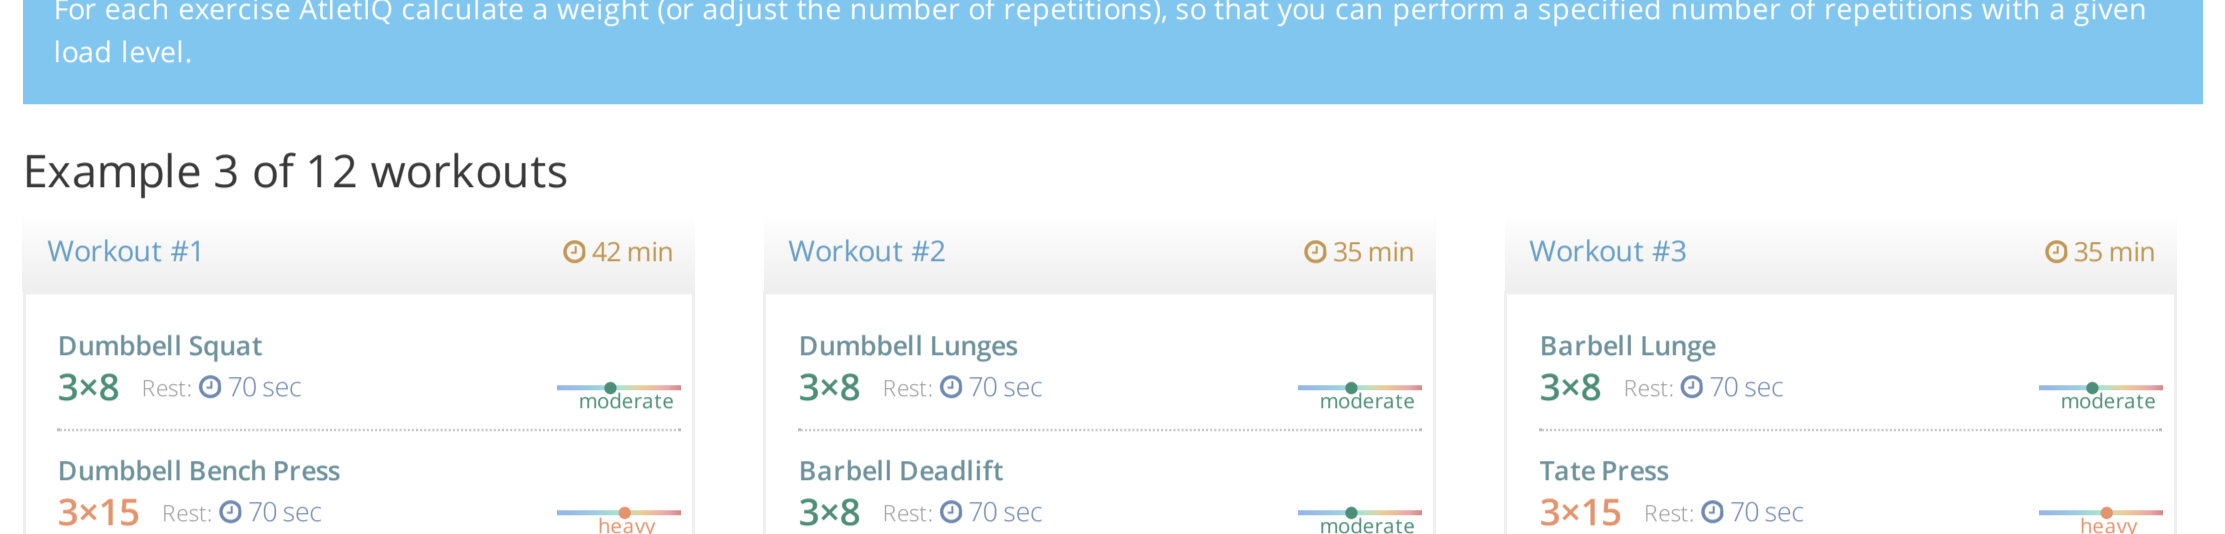 For each exercise AtletIQ calculate a weight (or adjust the number of repetitions), so that you can perform a specified number of repetitions with a given
load level.
Example 3 of 12 workouts
Workout #1 42 min
Dumbbell Squat
3×8 Rest: 70 sec
moderate
Dumbbell Bench Press
3×15 Rest: 70 sec
heavy
Workout #2 35 min
Dumbbell Lunges
3×8 Rest: 70 sec
moderate
Barbell Deadlift
3×8 Rest: 70 sec
moderate
Workout #3 35 min
Barbell Lunge
3×8 Rest: 70 sec
moderate
Tate Press
3×15 Rest: 70 sec
heavy